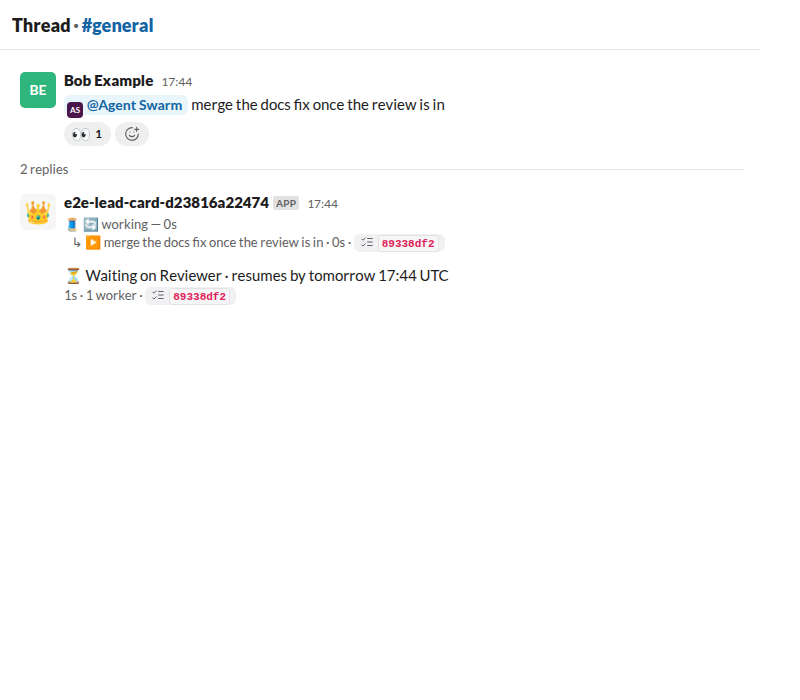 Thread · #general
BE
Bob Example 17:44
AS @Agent Swarm merge the docs fix once the review is in
👀 1
2 replies
e2e-lead-card-d23816a22474 APP 17:44
🧵 🔄 working — 0s
↳ ▶️ merge the docs fix once the review is in · 0s · 89338df2
⏳ Waiting on Reviewer · resumes by tomorrow 17:44 UTC
1s · 1 worker · 89338df2